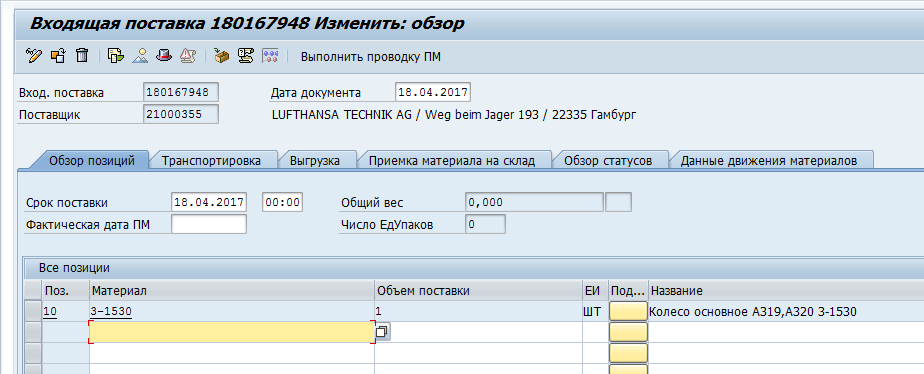 Входящая поставка 180167948 Изменить: обзор
Выполнить проводку ПМ
Вход. поставка 180167948 Дата документа 18.04.2017
Поставщик 21000355 LUFTHANSA TECHNIK AG / Weg beim Jager 193 / 22335 Гамбург
Обзор позиций Транспортировка Выгрузка Приемка материала на склад Обзор статусов Данные движения материалов
Срок поставки 18.04.2017 00:00 Общий вес 0,000
Фактическая дата ПМ Число ЕдУпаков 0
Все позиции
Поз. Материал Объем поставки ЕИ Под... Название
10 3-1530 1 ШТ Колесо основное A319,A320 3-1530